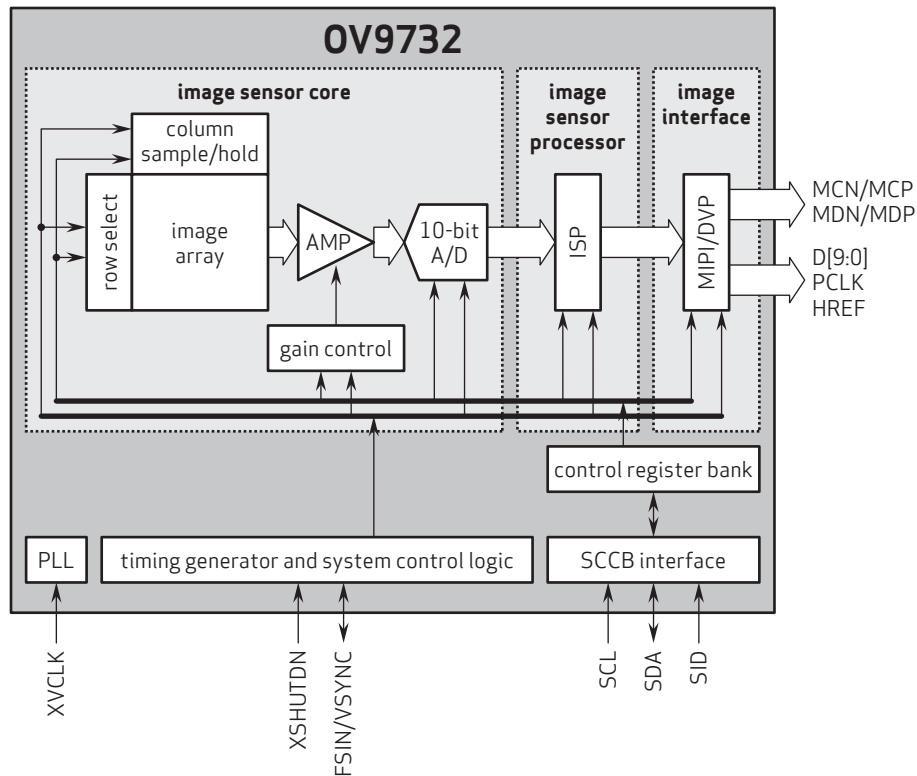 OV9732
image sensor core
image
sensor
processor
image
interface
column
sample/hold
row select
image
array
AMP
10-bit
A/D
ISP
MIPI/DVP
MCN/MCP
MDN/MDP
D[9:0]
PCLK
HREF
gain control
control register bank
PLL
timing generator and system control logic
SCCB interface
XVCLK
XSHUTDN
FSIN/VSYNC
SCL
SDA
SID